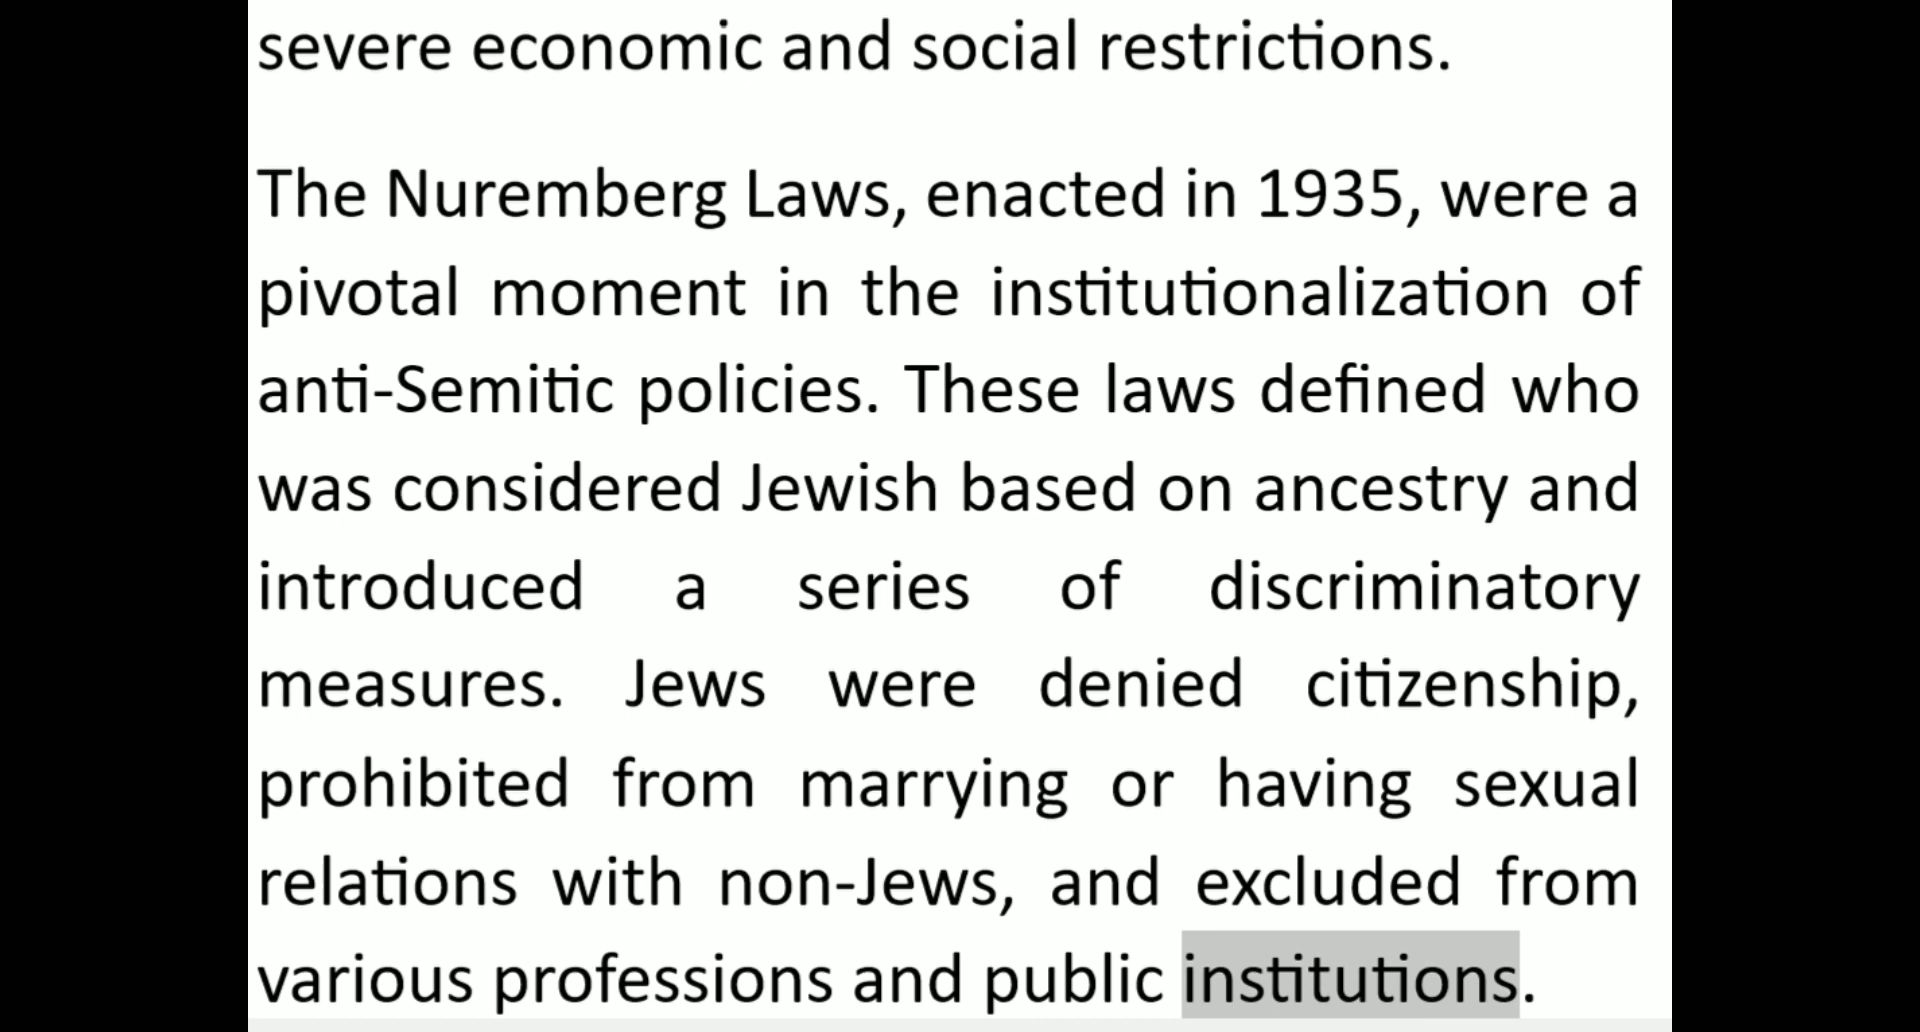 severe economic and social restrictions.
The Nuremberg Laws, enacted in 1935, were a
pivotal moment in the institutionalization of
anti-Semitic policies. These laws defined who
was considered Jewish based on ancestry and
introduced a series of discriminatory
measures. Jews were denied citizenship,
prohibited from marrying or having sexual
relations with non-Jews, and excluded from
various professions and public institutions.